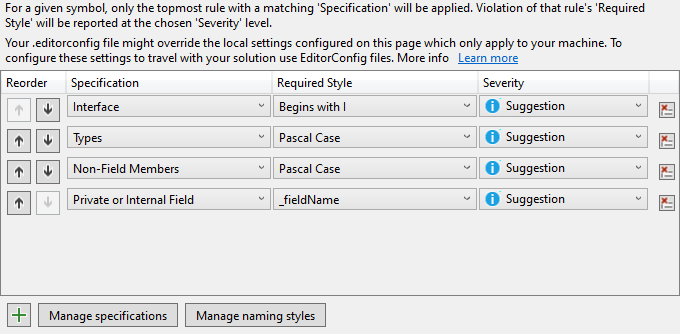 For a given symbol, only the topmost rule with a matching 'Specification' will be applied. Violation of that rule's 'Required
Style' will be reported at the chosen 'Severity' level.
Your .editorconfig file might override the local settings configured on this page which only apply to your machine. To
configure these settings to travel with your solution use EditorConfig files. More info Learn more
Reorder Specification Required Style Severity
Interface Begins with I Suggestion
Types Pascal Case Suggestion
Non-Field Members Pascal Case Suggestion
Private or Internal Field _fieldName Suggestion
Manage specifications Manage naming styles